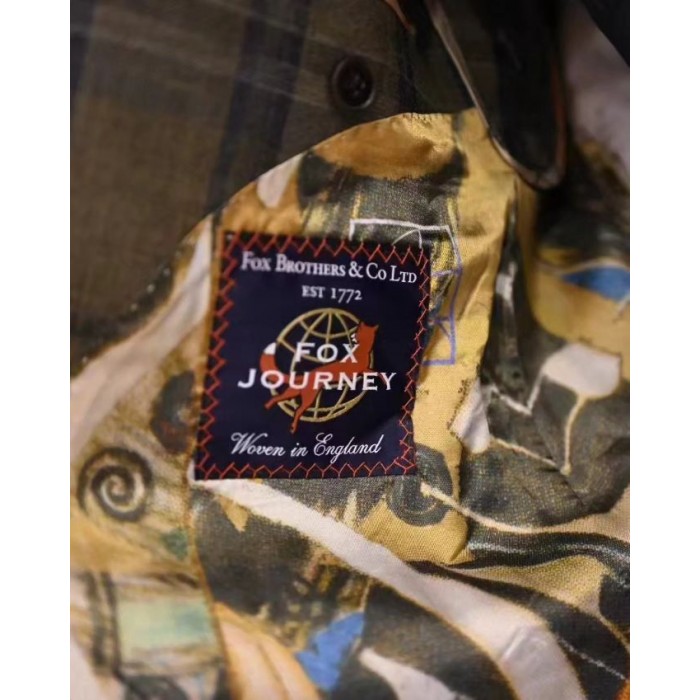 FOX BROTHERS & CO LTD
EST 1772
FOX
JOURNEY
Woven in England